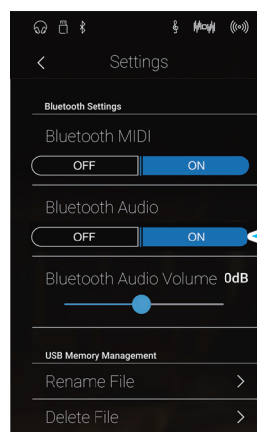 Settings
Bluetooth Settings
Bluetooth MIDI
OFF ON
Bluetooth Audio
OFF ON
Bluetooth Audio Volume 0dB
USB Memory Management
Rename File
Delete File